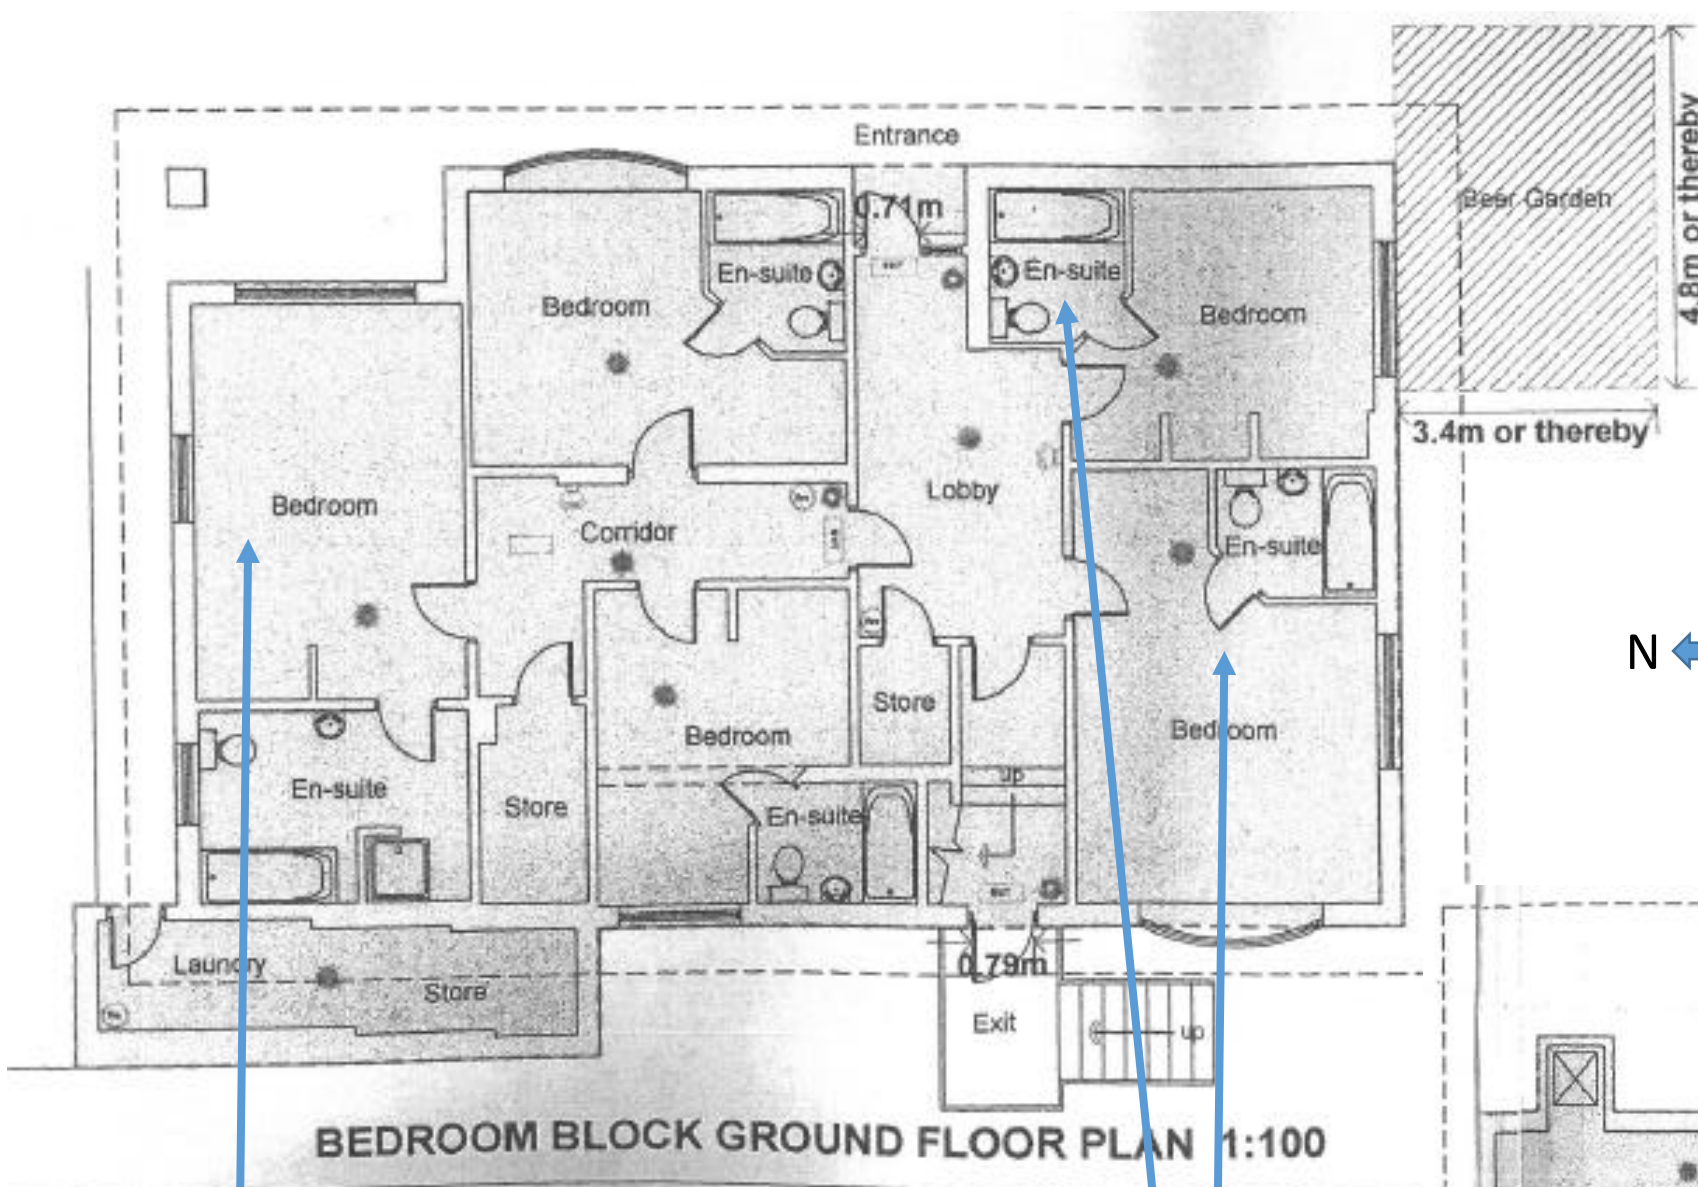 Entrance
0.71m
Beer Garden
4.8m or thereby
En-suite
En-suite
Bedroom
Bedroom
3.4m or thereby
Bedroom
Lobby
Corridor
En-suite
N
Store
Bedroom
Bedroom
up
En-suite
Store
En-suite
Laundry
Store
0.79m
Exit
up
BEDROOM BLOCK GROUND FLOOR PLAN 1:100